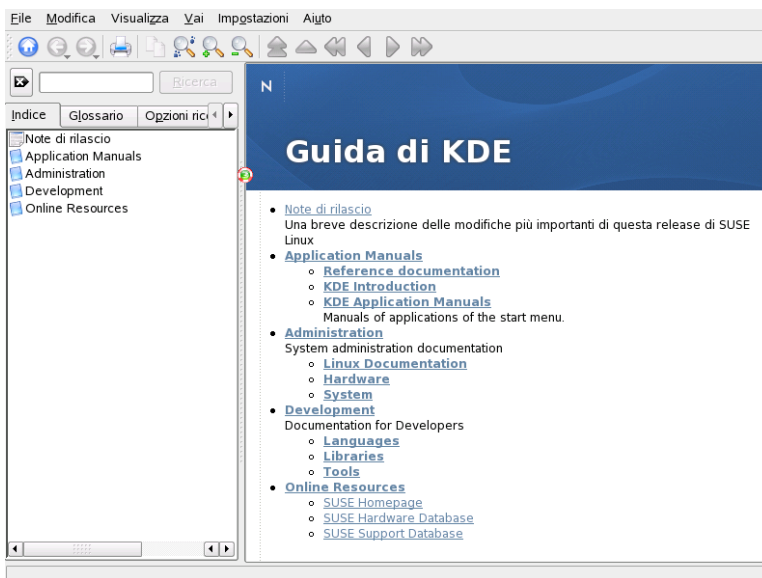 File Modifica Visualizza Vai Impostazioni Aiuto
Ricerca
Indice Glossario Opzioni rice
Note di rilascio
Application Manuals
Administration
Development
Online Resources
N
Guida di KDE
Note di rilascio
Una breve descrizione delle modifiche più importanti di questa release di SUSE
Linux
Application Manuals
Reference documentation
KDE Introduction
KDE Application Manuals
Manuals of applications of the start menu.
Administration
System administration documentation
Linux Documentation
Hardware
System
Development
Documentation for Developers
Languages
Libraries
Tools
Online Resources
SUSE Homepage
SUSE Hardware Database
SUSE Support Database